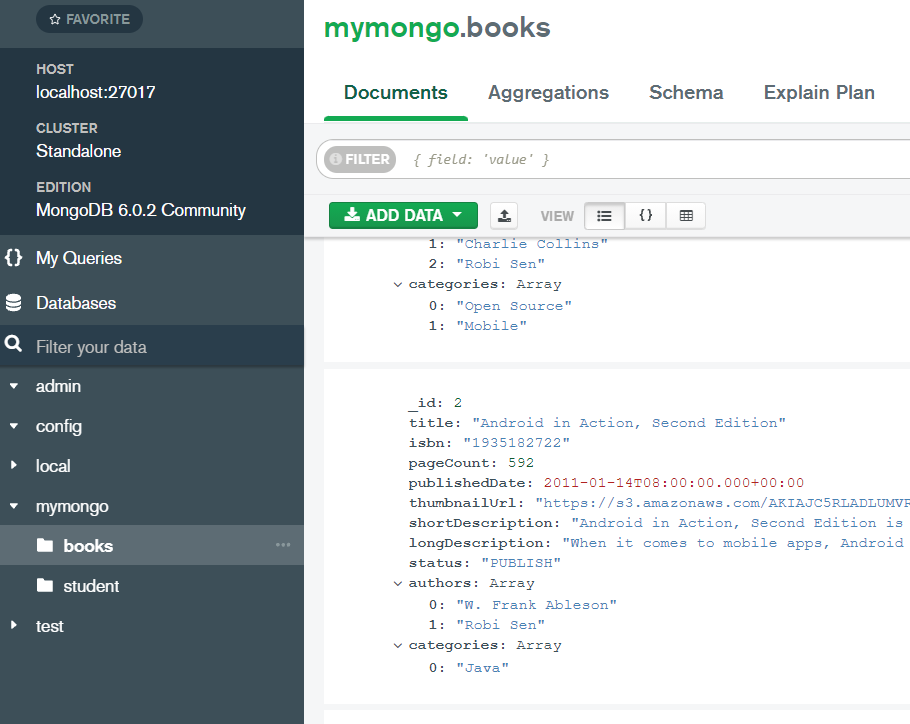 FAVORITE
HOST
localhost:27017
CLUSTER
Standalone
EDITION
MongoDB 6.0.2 Community
{} My Queries
Databases
Filter your data
admin
config
local
mymongo
books
student
test
mymongo.books
Documents Aggregations Schema Explain Plan
FILTER { field: 'value' }
ADD DATA VIEW {}
1: "Charlie Collins"
2: "Robi Sen"
categories: Array
0: "Open Source"
1: "Mobile"
_id: 2
title: "Android in Action, Second Edition"
isbn: "1935182722"
pageCount: 592
publishedDate: 2011-01-14T08:00:00.000+00:00
thumbnailUrl: "https://s3.amazonaws.com/AKIAJC5RLADLUMVR
shortDescription: "Android in Action, Second Edition is
longDescription: "When it comes to mobile apps, Android
status: "PUBLISH"
authors: Array
0: "W. Frank Ableson"
1: "Robi Sen"
categories: Array
0: "Java"